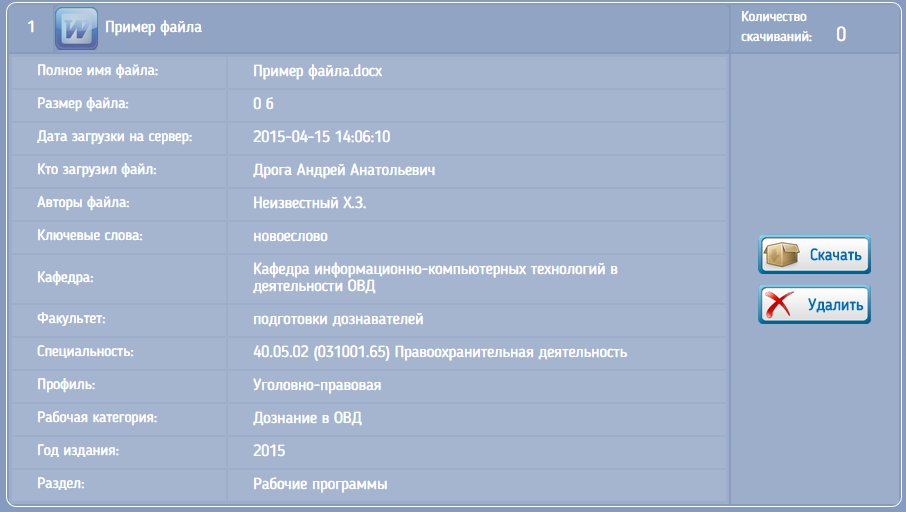 1 Пример файла
Количество
скачиваний: 0
Полное имя файла: Пример файла.docx
Размер файла: 0 б
Дата загрузки на сервер: 2015-04-15 14:06:10
Кто загрузил файл: Дрога Андрей Анатольевич
Авторы файла: Неизвестный Х.З.
Ключевые слова: новоеслово
Кафедра: Кафедра информационно-компьютерных технологий в
деятельности ОВД
Факультет: подготовки дознавателей
Специальность: 40.05.02 (031001.65) Правоохранительная деятельность
Профиль: Уголовно-правовая
Рабочая категория: Дознание в ОВД
Год издания: 2015
Раздел: Рабочие программы
Скачать
Удалить